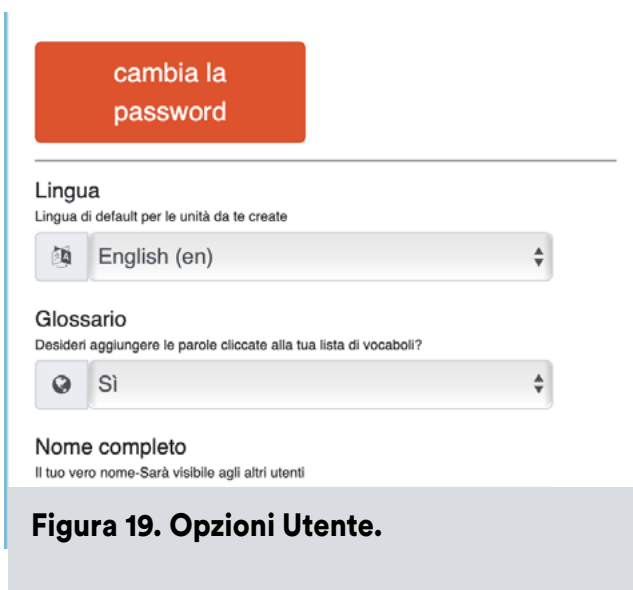 cambia la
password
Lingua
Lingua di default per le unità da te create
English (en)
Glossario
Desideri aggiungere le parole cliccate alla tua lista di vocaboli?
Sì
Nome completo
Il tuo vero nome-Sarà visibile agli altri utenti
Figura 19. Opzioni Utente.